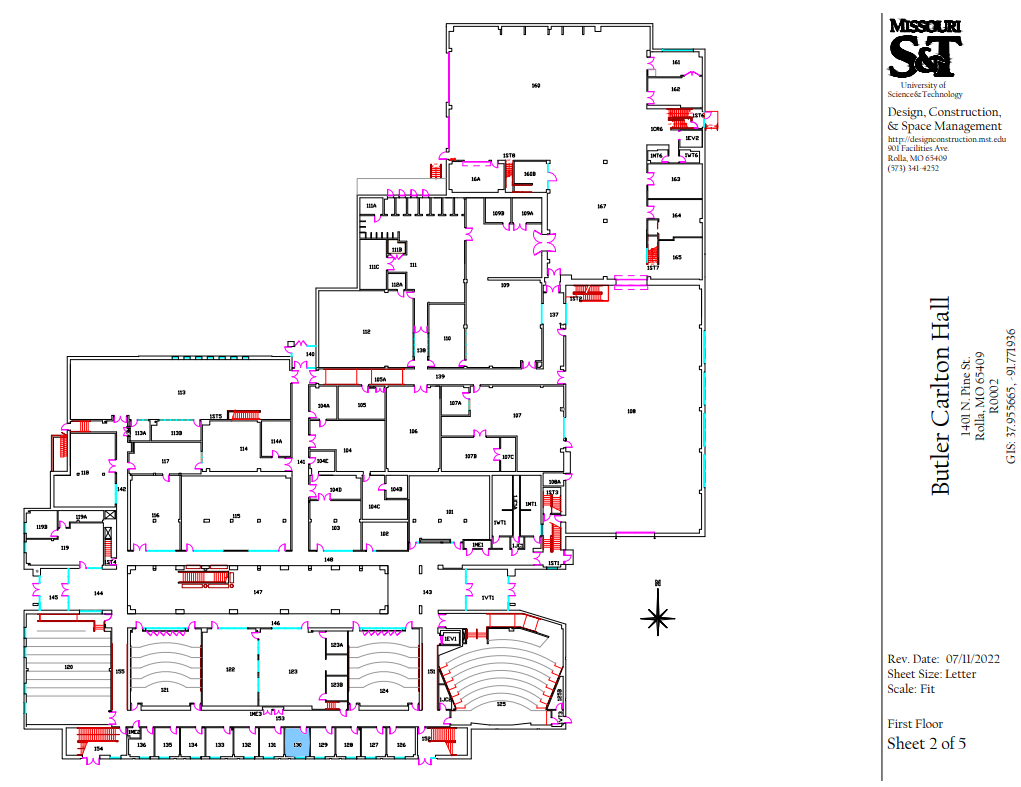 160
161
162
1ST6
1CR6
1EV2
1NT6
1WT6
1ST8
16A
160B
163
167
164
165
1ST7
111A
109B
109A
111B
111
111C
112A
109
1ST2
137
112
110
138
140
139
105A
113
108
104A
105
107A
107
106
1ST5
113A
113B
114
114A
104
141
104E
107B
107C
117
118
142
104D
104B
104C
108A
1ST3
116
115
103
102
101
1WT1
1NT1
119A
119B
119
1ST4
1ME1
148
1ST1
145
144
147
143
1VT1
146
1EV1
120
155
121
122
123
123A
123B
124
151
125
125B
1ME3
153
1ME2
154
136
135
134
133
132
131
130
129
128
127
126
152
MISSOURI
S&T
University of
Science&Technology
Design, Construction,
& Space Management
http://designconstruction.mst.edu
901 Facilities Ave.
Rolla, MO 65409
(573) 341-4252
Butler Carlton Hall
1401 N. Pine St.
Rolla, MO 65409
R0002
GIS: 37.955665, -91.771936
Rev. Date: 07/11/2022
Sheet Size: Letter
Scale: Fit
First Floor
Sheet 2 of 5